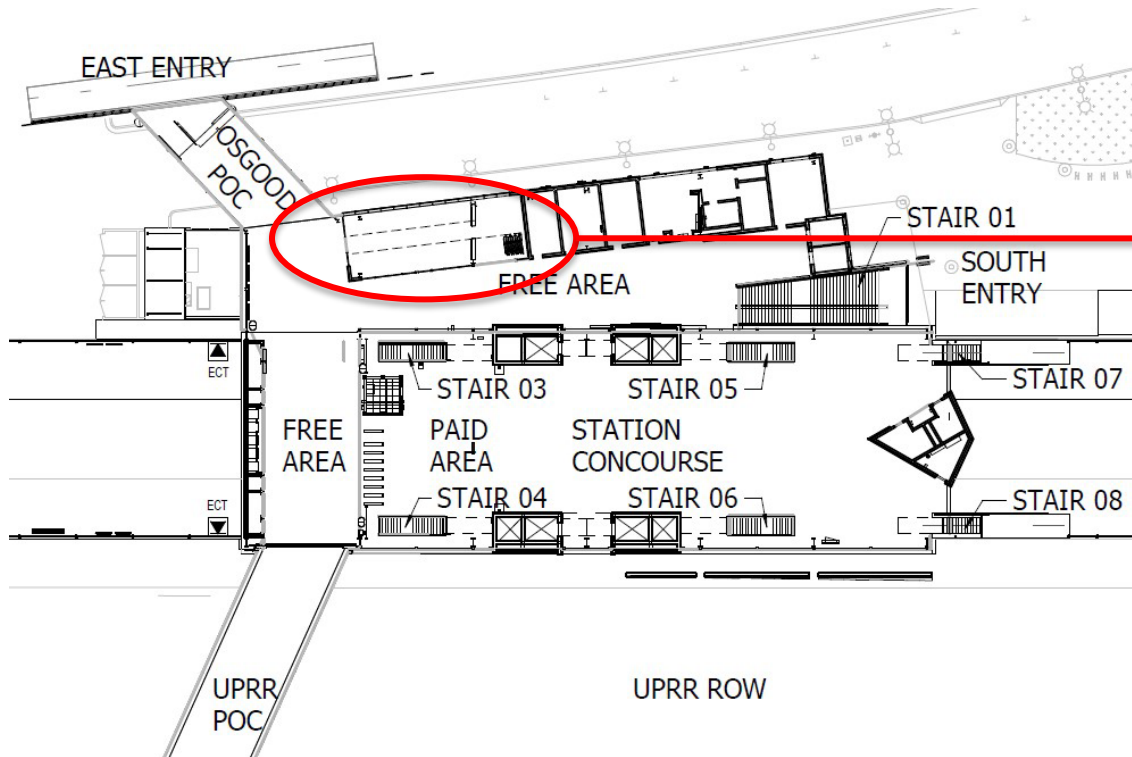 EAST ENTRY
OSGOOD
POC
STAIR 01
SOUTH
ENTRY
FREE AREA
ECT
STAIR 03
STAIR 05
STAIR 07
FREE
AREA
PAID
AREA
STATION
CONCOURSE
STAIR 04
STAIR 06
STAIR 08
ECT
UPRR
POC
UPRR ROW